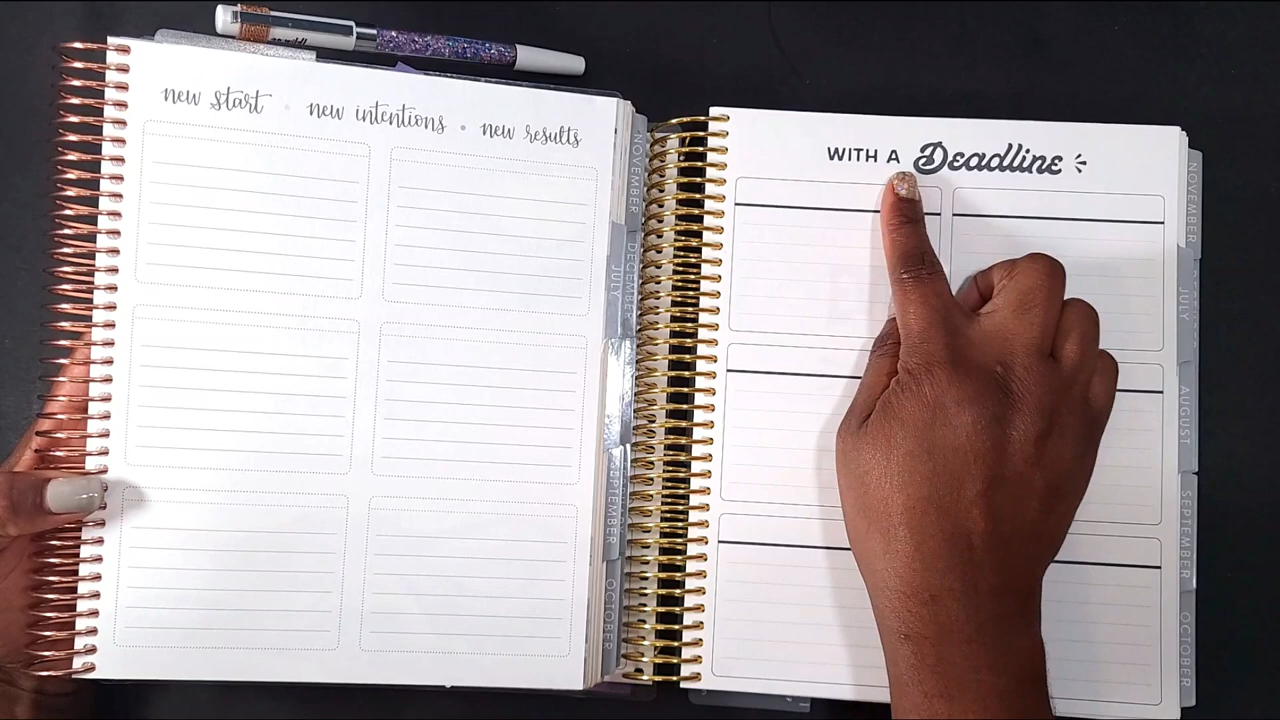 new start • new intentions • new results
NOVEMBER
DECEMBER
JULY
SEPTEMBER
OCTOBER
WITH A Deadline
NOVEMBER
JULY
AUGUST
SEPTEMBER
OCTOBER